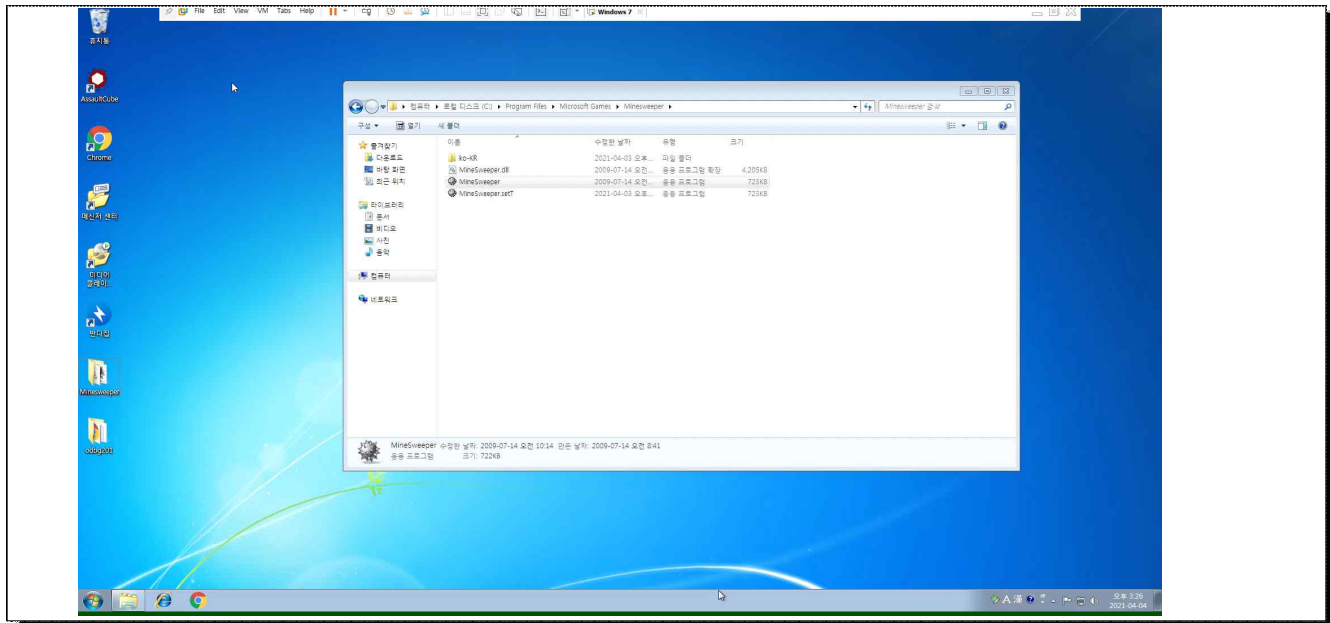 File Edit View VM Tabs Help Windows 7
휴지통
AssaultCube
Chrome
메신저 센터
미디어
플레이...
반디집
Minesweeper
odbg201
컴퓨터 ▸ 로컬 디스크 (C:) ▸ Program Files ▸ Microsoft Games ▸ Minesweeper ▸ Minesweeper 검색
구성 열기 새 폴더
즐겨찾기
다운로드
바탕 화면
최근 위치
라이브러리
문서
비디오
사진
음악
컴퓨터
네트워크
이름 수정한 날짜 유형 크기
ko-KR 2021-04-03 오후... 파일 폴더
MineSweeper.dll 2009-07-14 오전... 응용 프로그램 확장 4,205KB
MineSweeper 2009-07-14 오전... 응용 프로그램 723KB
MineSweeper.setT 2021-04-03 오후... 응용 프로그램 723KB
MineSweeper 수정한 날짜: 2009-07-14 오전 10:14 만든 날짜: 2009-07-14 오전 8:41
응용 프로그램 크기: 722KB
A 漢
오후 3:26
2021-04-04